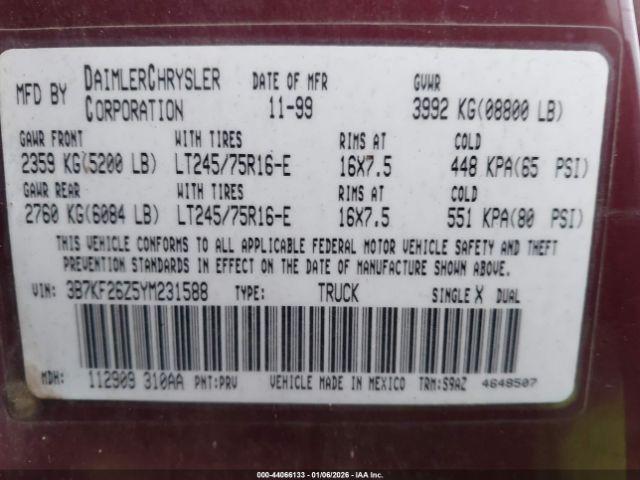 MFD BY DAIMLERCHRYSLER CORPORATION DATE OF MFR 11-99 GVWR 3992 KG(08800 LB)
GAWR FRONT WITH TIRES RIMS AT COLD
2359 KG(5200 LB) LT245/75R16-E 16X7.5 448 KPA(65 PSI)
GAWR REAR WITH TIRES RIMS AT COLD
2760 KG(6084 LB) LT245/75R16-E 16X7.5 551 KPA(80 PSI)
THIS VEHICLE CONFORMS TO ALL APPLICABLE FEDERAL MOTOR VEHICLE SAFETY AND THEFT
PREVENTION STANDARDS IN EFFECT ON THE DATE OF MANUFACTURE SHOWN ABOVE.
VIN: 3B7KF26Z5YM231588 TYPE: TRUCK SINGLE X DUAL
MDH: 112909 310AA PNT:PRV VEHICLE MADE IN MEXICO TRM:S9AZ 4648507
000-44066133 - 01/06/2026 - IAA Inc.